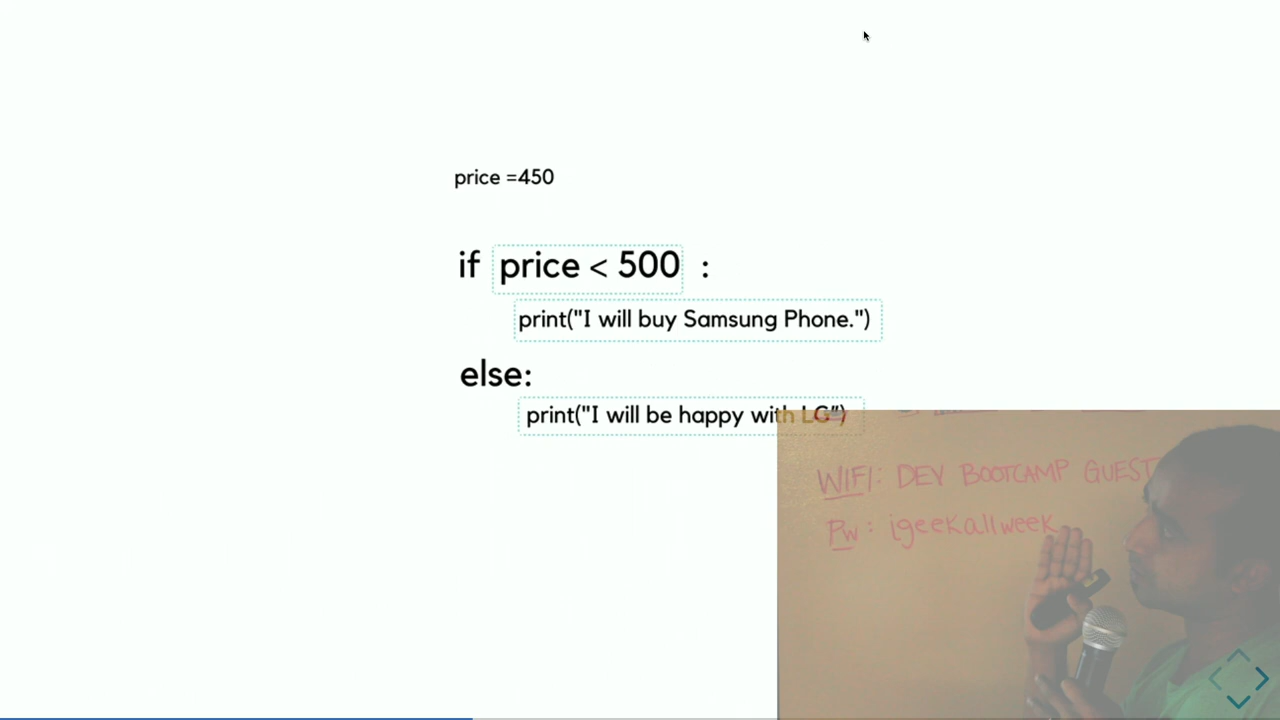 price =450
if price < 500 :
print("I will buy Samsung Phone.")
else:
print("I will be happy with LG")
WIFI: DEV BOOTCAMP GUEST
PW: igeekallweek